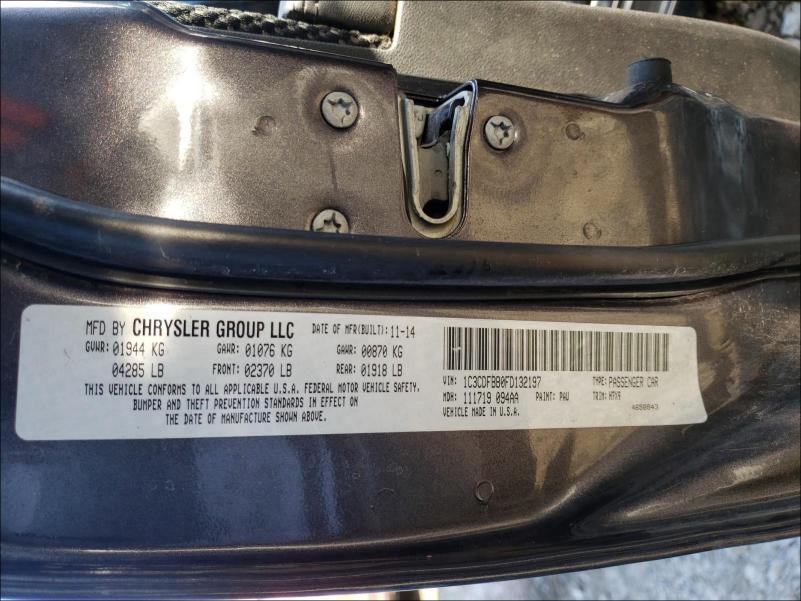 MFD BY CHRYSLER GROUP LLC DATE OF MFR(BUILT): 11-14
GVWR: 01944 KG GAWR: 01076 KG GAWR: 00870 KG
04285 LB FRONT: 02370 LB REAR: 01918 LB
THIS VEHICLE CONFORMS TO ALL APPLICABLE U.S.A. FEDERAL MOTOR VEHICLE SAFETY,
BUMPER AND THEFT PREVENTION STANDARDS IN EFFECT ON
THE DATE OF MANUFACTURE SHOWN ABOVE.
VIN: 1C3CDFBB0FD132197 TYPE: PASSENGER CAR
MDH: 111719 094AA PAINT: PAU TRIM: H7X9
VEHICLE MADE IN U.S.A. 4658643